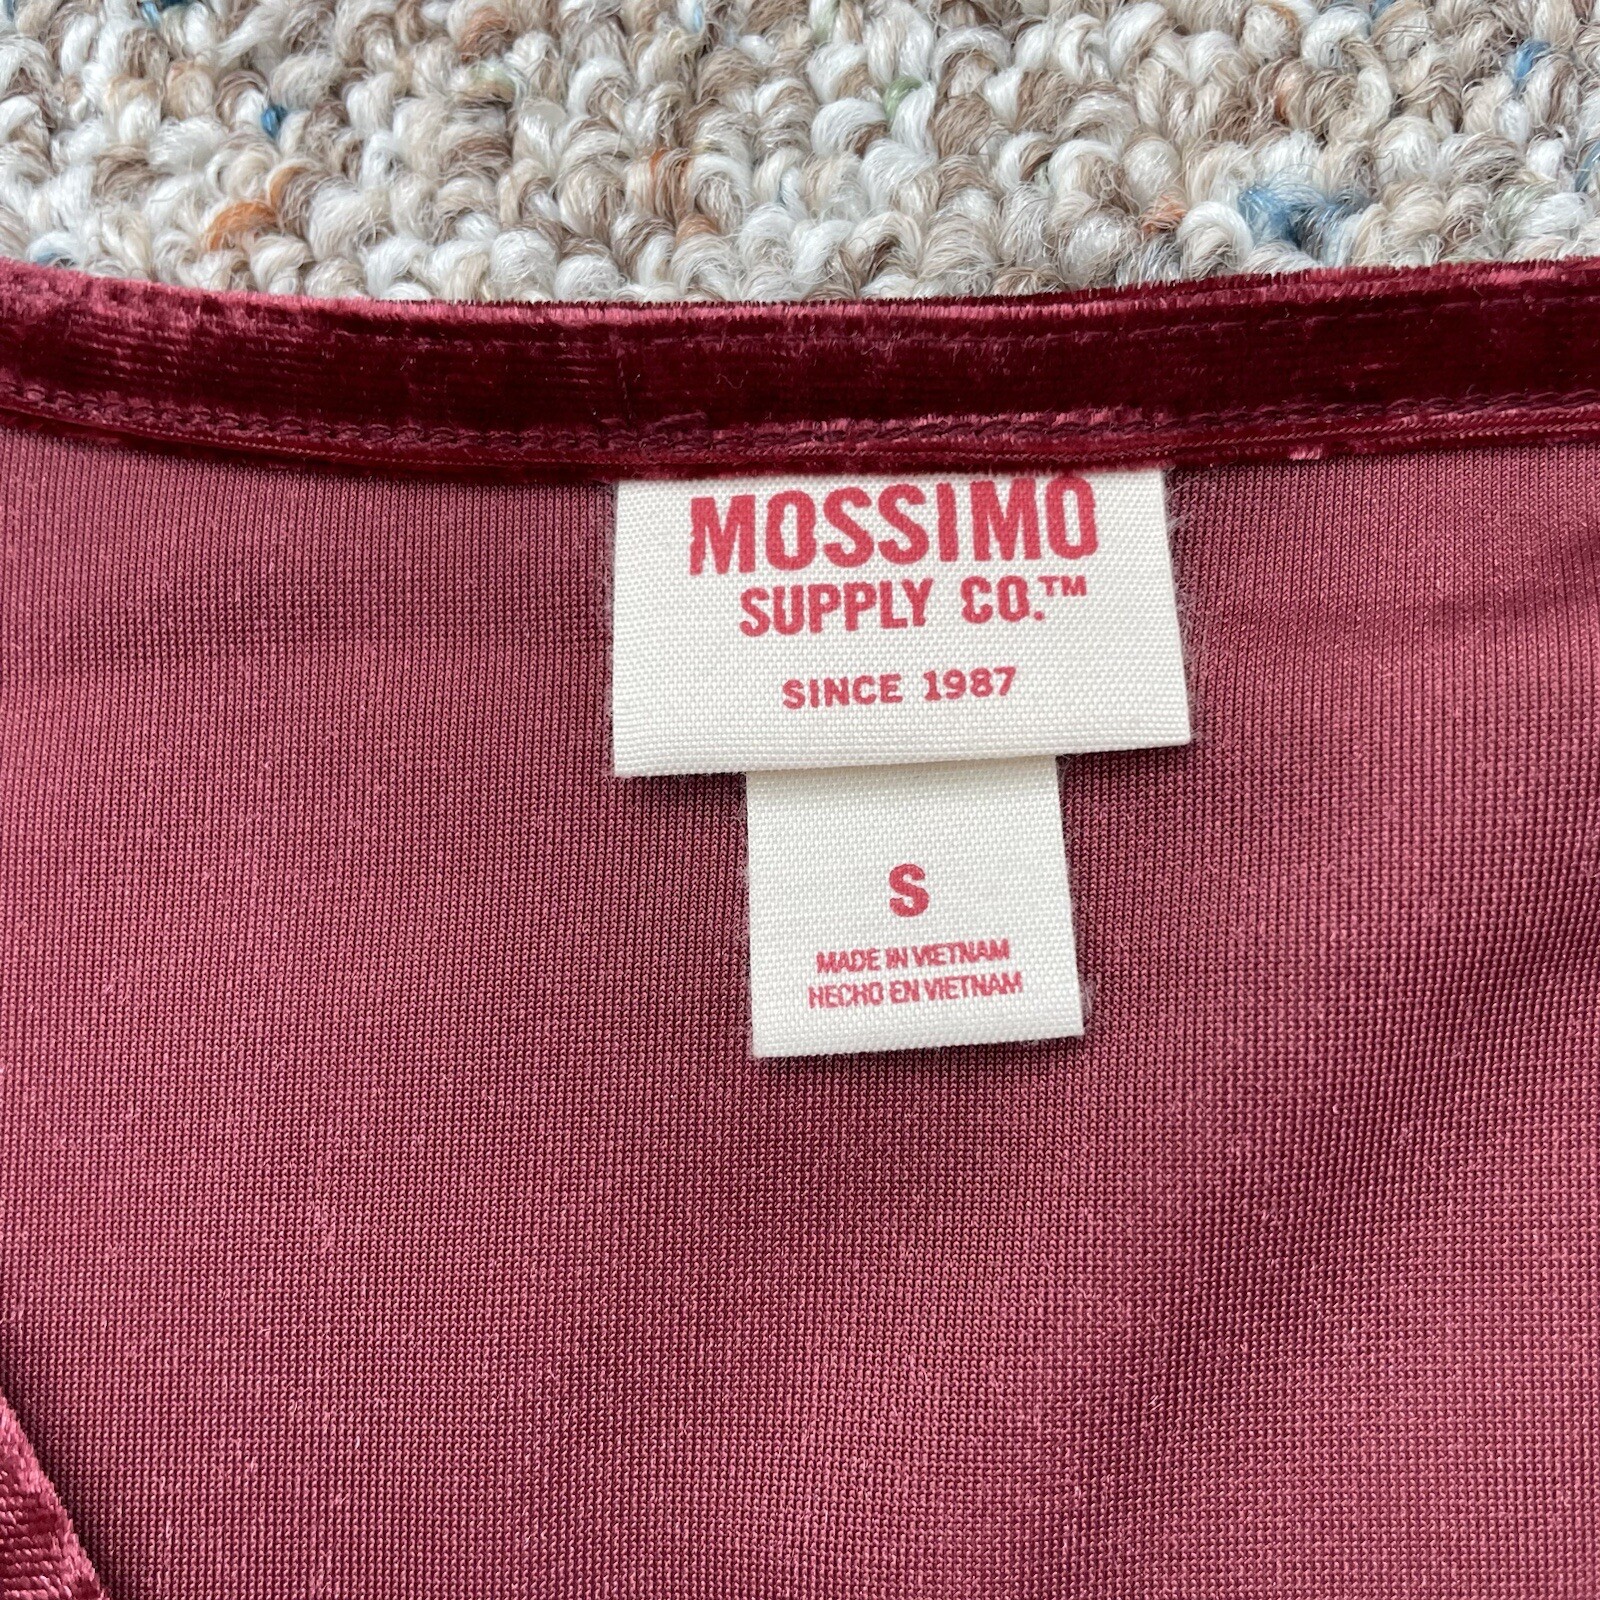 MOSSIMO
SUPPLY CO.™
SINCE 1987
S
MADE IN VIETNAM
HECHO EN VIETNAM